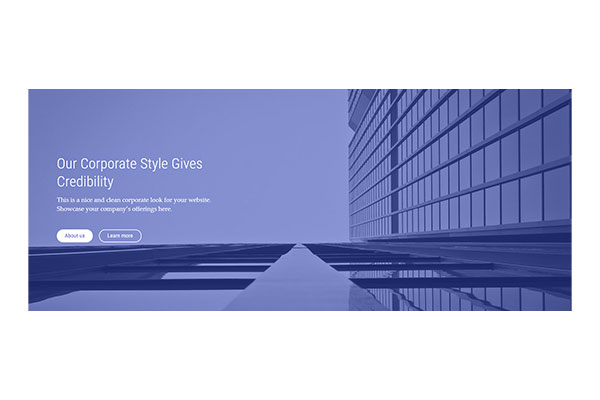 Our Corporate Style Gives
Credibility
This is a nice and clean corporate look for your website.
Showcase your company's offerings here.
About us
Learn more